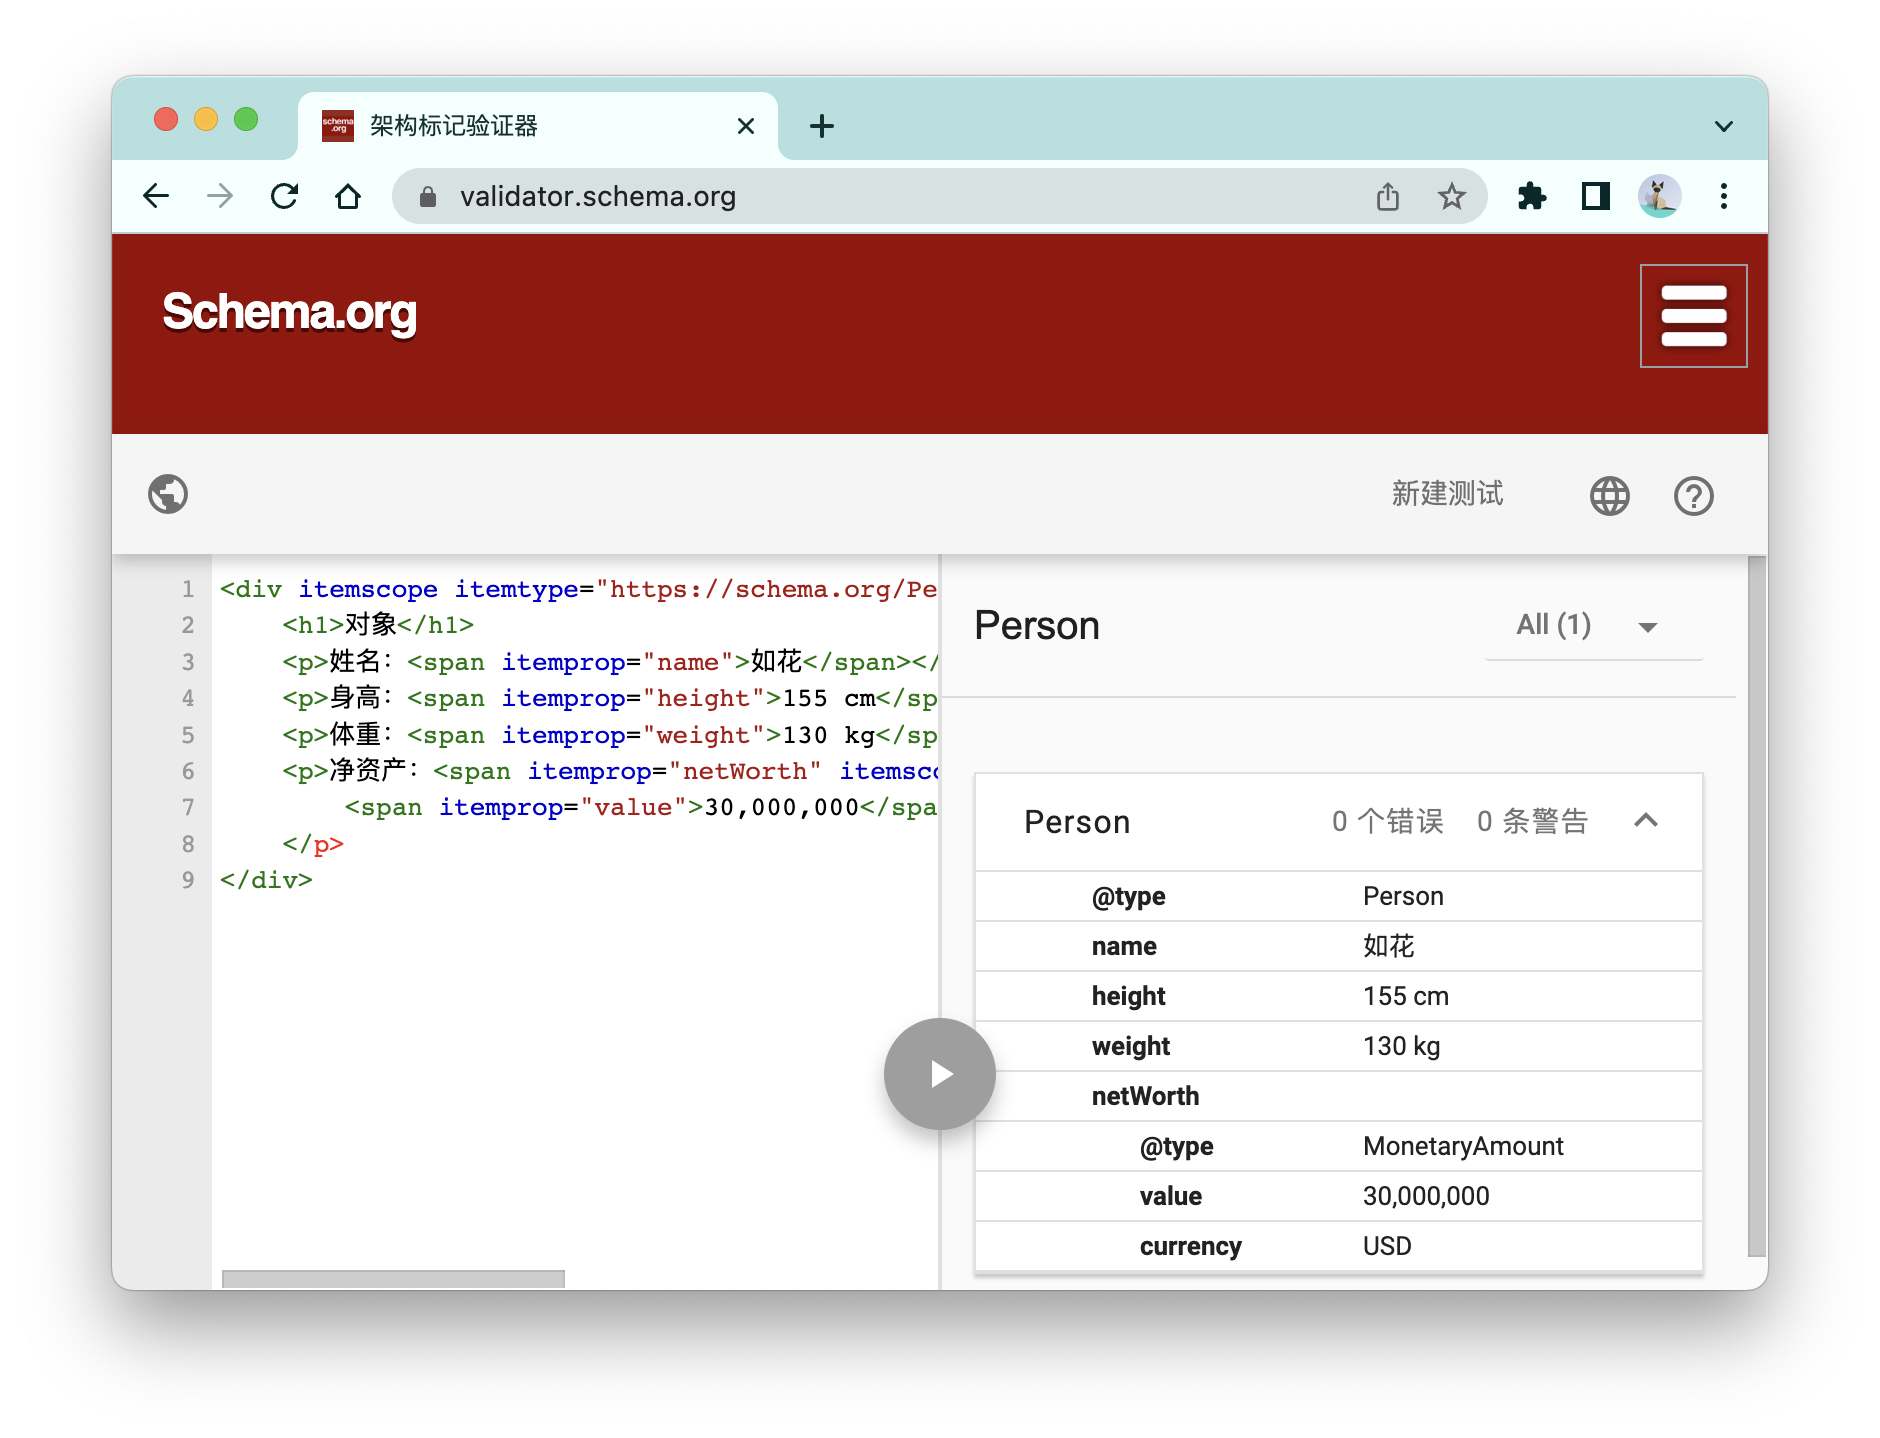 schema
.org
架构标记验证器
validator.schema.org
Schema.org
新建测试
1 <div itemscope itemtype="https://schema.org/Pe
2 <h1>对象</h1>
3 <p>姓名：<span itemprop="name">如花</span></
4 <p>身高：<span itemprop="height">155 cm</sp
5 <p>体重：<span itemprop="weight">130 kg</sp
6 <p>净资产：<span itemprop="netWorth" itemsc
7 <span itemprop="value">30,000,000</spa
8 </p>
9 </div>
Person
All (1)
Person 0 个错误 0 条警告
@type Person
name 如花
height 155 cm
weight 130 kg
netWorth
@type MonetaryAmount
value 30,000,000
currency USD